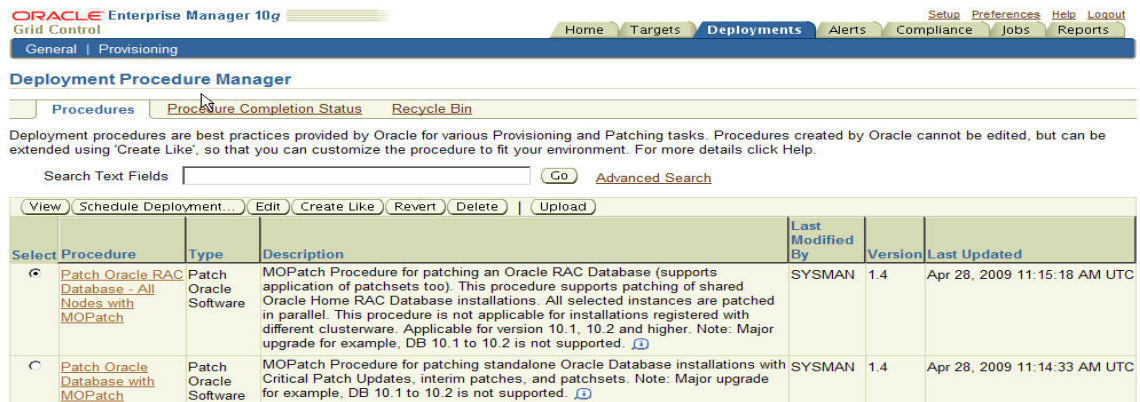 ORACLE Enterprise Manager 10g
Grid Control
Setup Preferences Help Logout
Home Targets Deployments Alerts Compliance Jobs Reports
General | Provisioning
Deployment Procedure Manager
Procedures Procedure Completion Status Recycle Bin
Deployment procedures are best practices provided by Oracle for various Provisioning and Patching tasks. Procedures created by Oracle cannot be edited, but can be
extended using 'Create Like', so that you can customize the procedure to fit your environment. For more details click Help.
Search Text Fields Go Advanced Search
View Schedule Deployment... Edit Create Like Revert Delete | Upload
Select Procedure Type Description Last Modified By Version Last Updated
Patch Oracle RAC
Database - All
Nodes with
MOPatch
Patch
Oracle
Software
MOPatch Procedure for patching an Oracle RAC Database (supports
application of patchsets too). This procedure supports patching of shared
Oracle Home RAC Database installations. All selected instances are patched
in parallel. This procedure is not applicable for installations registered with
different clusterware. Applicable for version 10.1, 10.2 and higher. Note: Major
upgrade for example, DB 10.1 to 10.2 is not supported.
SYSMAN 1.4 Apr 28, 2009 11:15:18 AM UTC
Patch Oracle
Database with
MOPatch
Patch
Oracle
Software
MOPatch Procedure for patching standalone Oracle Database installations with
Critical Patch Updates, interim patches, and patchsets. Note: Major upgrade
for example, DB 10.1 to 10.2 is not supported.
SYSMAN 1.4 Apr 28, 2009 11:14:33 AM UTC